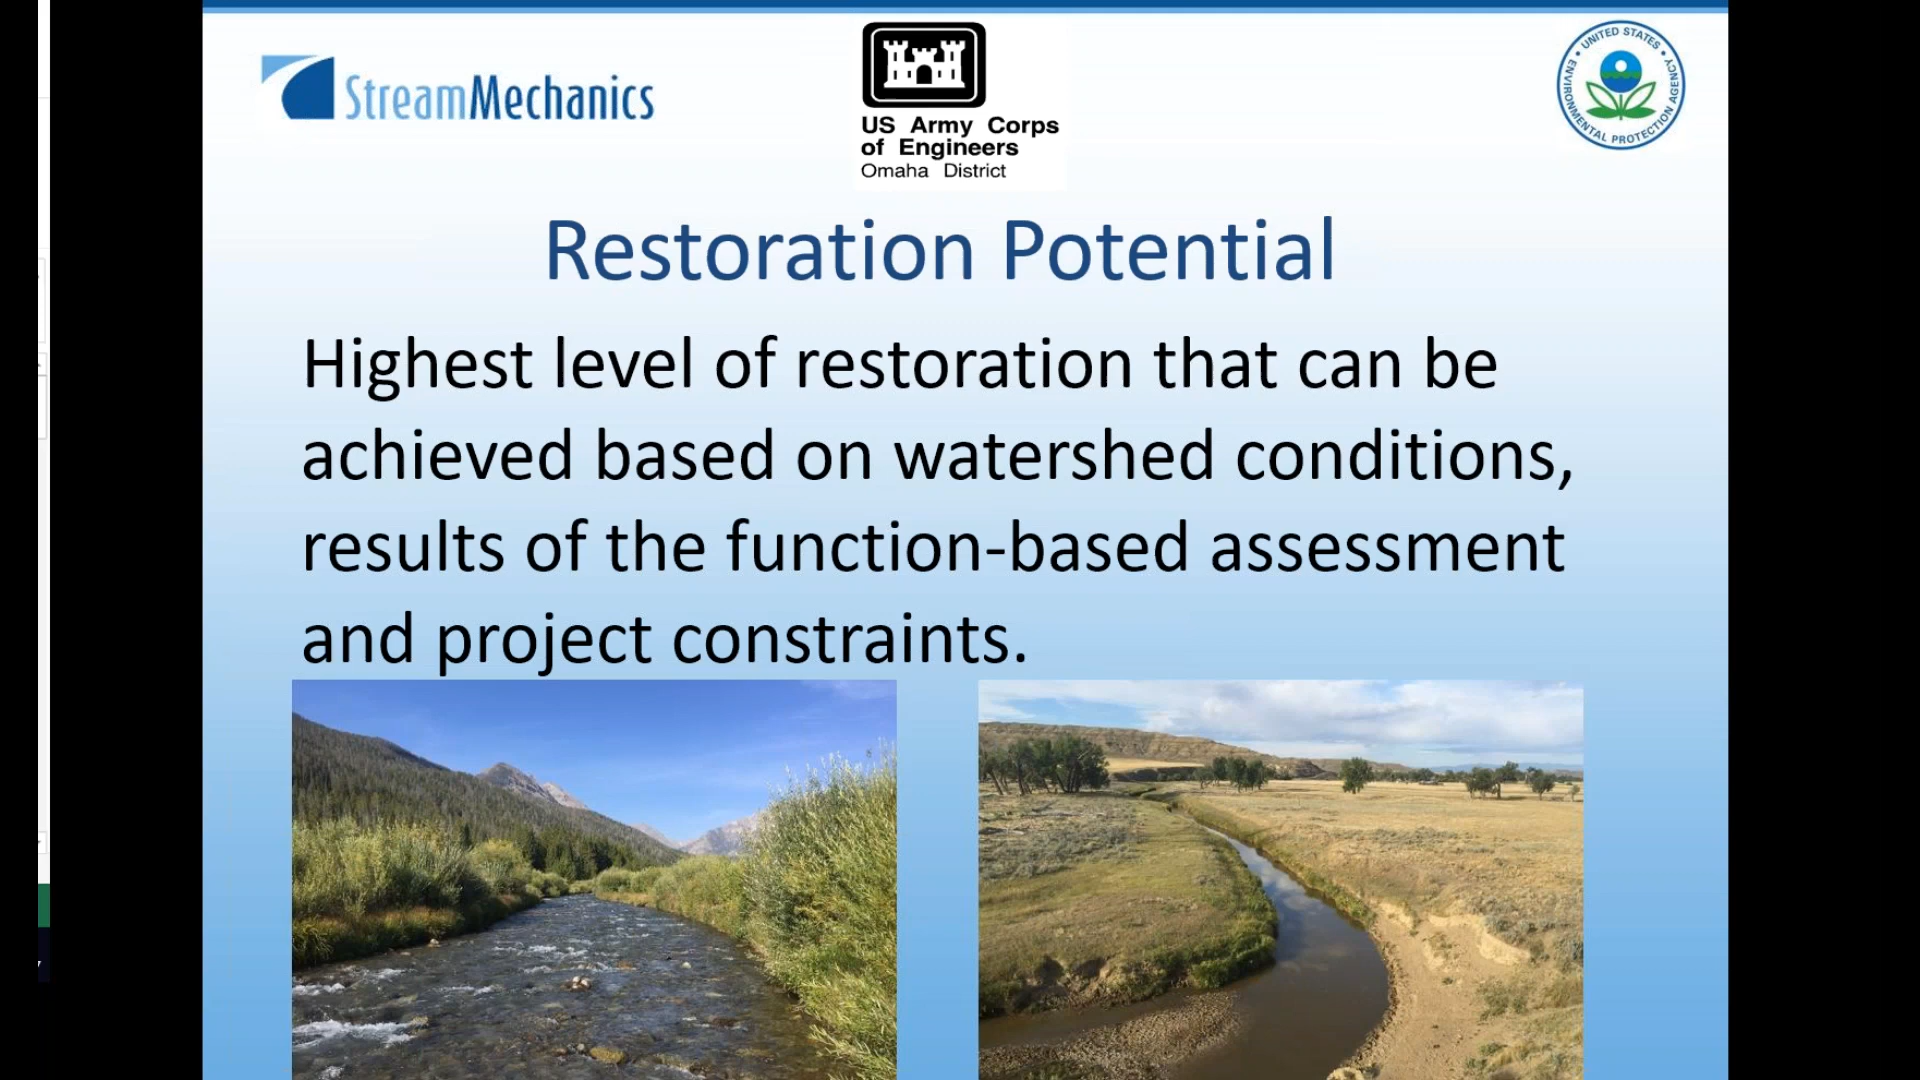 StreamMechanics
US Army Corps
of Engineers
Omaha District
UNITED STATES
ENVIRONMENTAL PROTECTION AGENCY
Restoration Potential
Highest level of restoration that can be
achieved based on watershed conditions,
results of the function-based assessment
and project constraints.